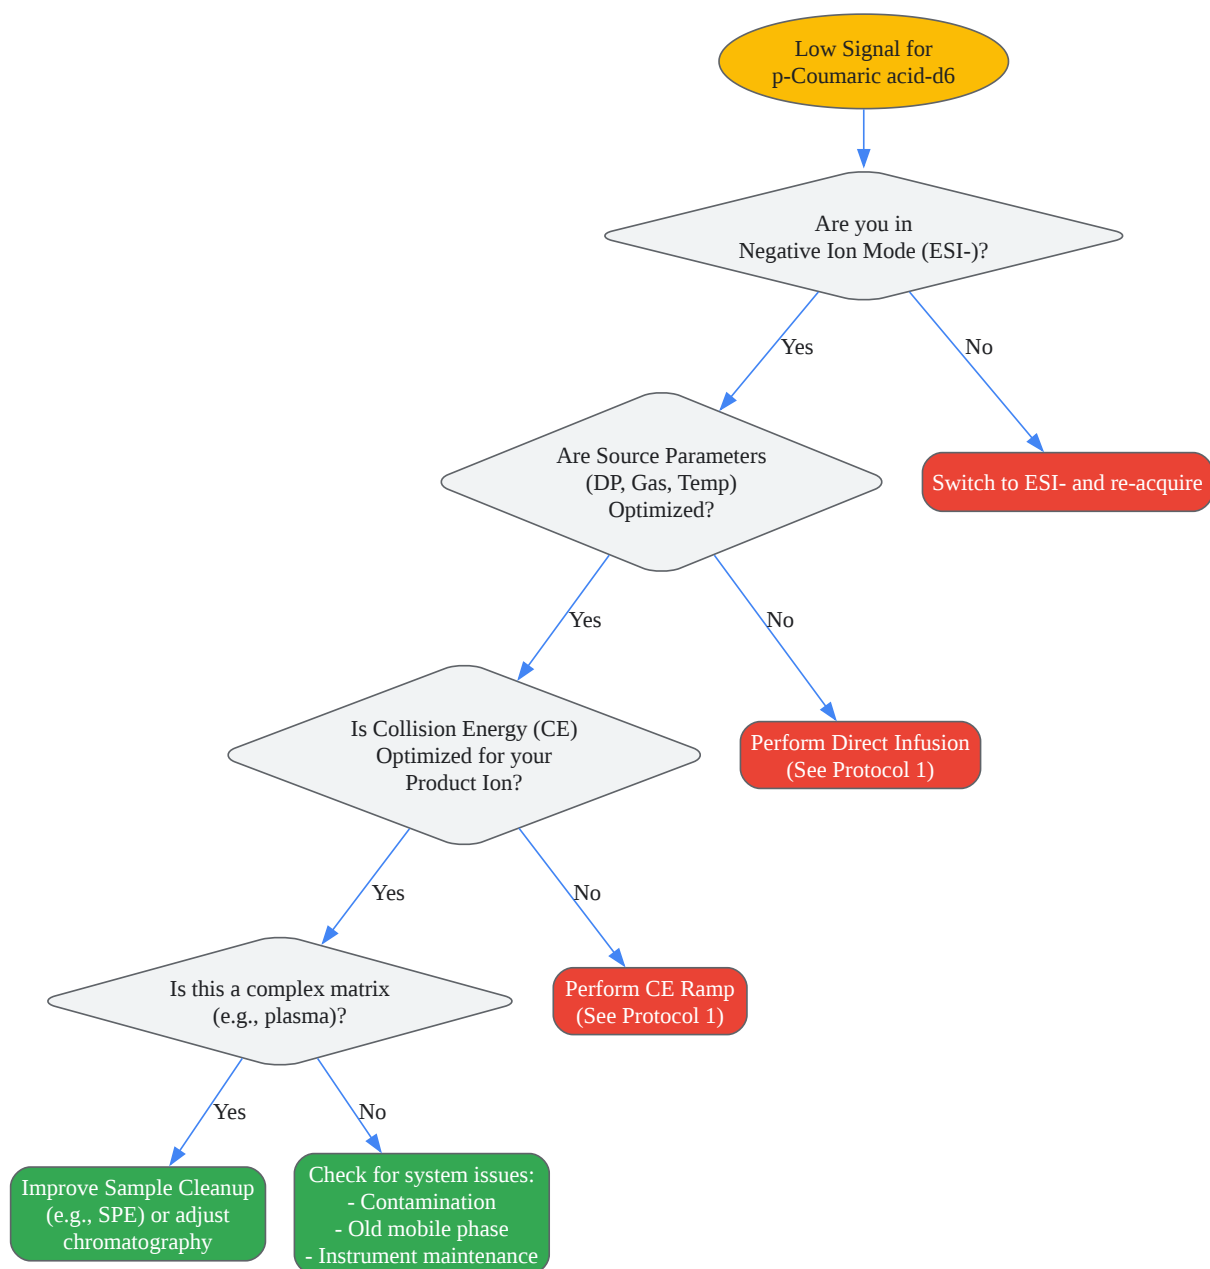 Low Signal for
p-Coumaric acid-d6
Are you in
Negative Ion Mode (ESI-)?
Yes
No
Are Source Parameters
(DP, Gas, Temp)
Optimized?
Switch to ESI- and re-acquire
Yes
No
Is Collision Energy (CE)
Optimized for your
Product Ion?
Perform Direct Infusion
(See Protocol 1)
Yes
No
Is this a complex matrix
(e.g., plasma)?
Perform CE Ramp
(See Protocol 1)
Yes
No
Improve Sample Cleanup
(e.g., SPE) or adjust
chromatography
Check for system issues:
- Contamination
- Old mobile phase
- Instrument maintenance